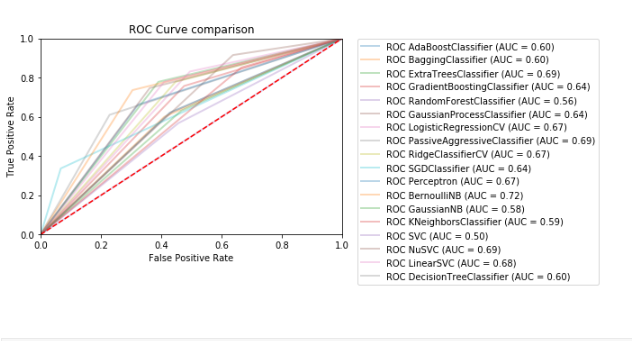 ROC Curve comparison
1.0
0.8
0.6
0.4
0.2
0.0
True Positive Rate
0.0 0.2 0.4 0.6 0.8 1.0
False Positive Rate
ROC AdaBoostClassifier (AUC = 0.60)
ROC BaggingClassifier (AUC = 0.60)
ROC ExtraTreesClassifier (AUC = 0.69)
ROC GradientBoostingClassifier (AUC = 0.64)
ROC RandomForestClassifier (AUC = 0.56)
ROC GaussianProcessClassifier (AUC = 0.64)
ROC LogisticRegressionCV (AUC = 0.67)
ROC PassiveAggressiveClassifier (AUC = 0.69)
ROC RidgeClassifierCV (AUC = 0.67)
ROC SGDClassifier (AUC = 0.64)
ROC Perceptron (AUC = 0.67)
ROC BernoulliNB (AUC = 0.72)
ROC GaussianNB (AUC = 0.58)
ROC KNeighborsClassifier (AUC = 0.59)
ROC SVC (AUC = 0.50)
ROC NuSVC (AUC = 0.69)
ROC LinearSVC (AUC = 0.68)
ROC DecisionTreeClassifier (AUC = 0.60)